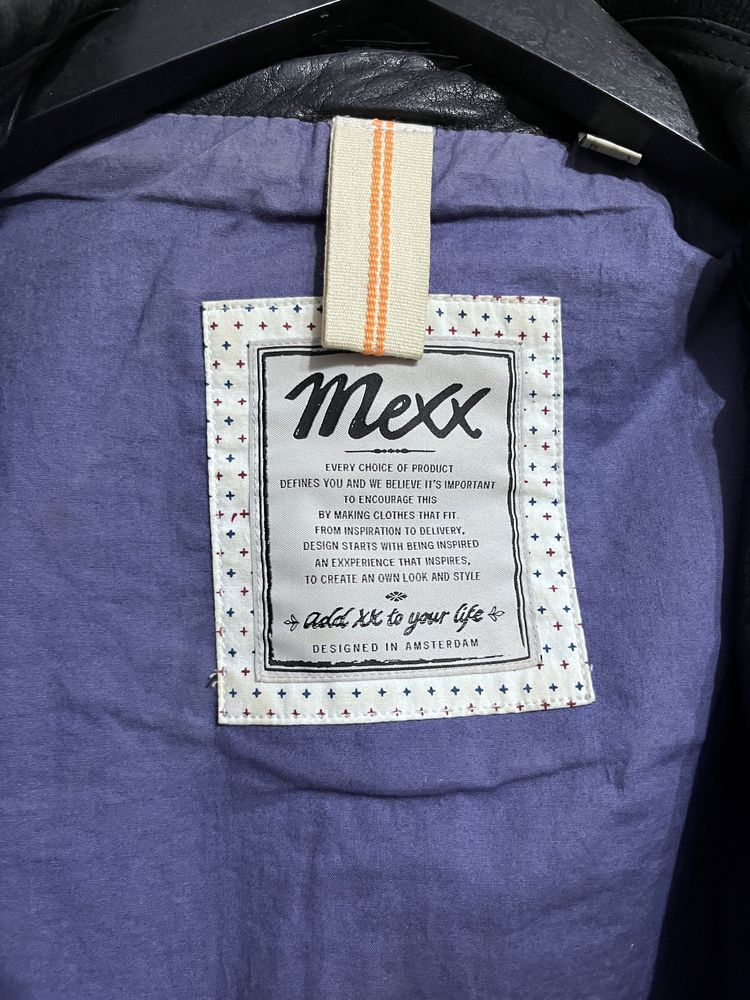 Mexx
EVERY CHOICE OF PRODUCT
DEFINES YOU AND WE BELIEVE IT'S IMPORTANT
TO ENCOURAGE THIS
BY MAKING CLOTHES THAT FIT.
FROM INSPIRATION TO DELIVERY,
DESIGN STARTS WITH BEING INSPIRED
AN EXXPERIENCE THAT INSPIRES,
TO CREATE AN OWN LOOK AND STYLE
add XX to your life
DESIGNED IN AMSTERDAM